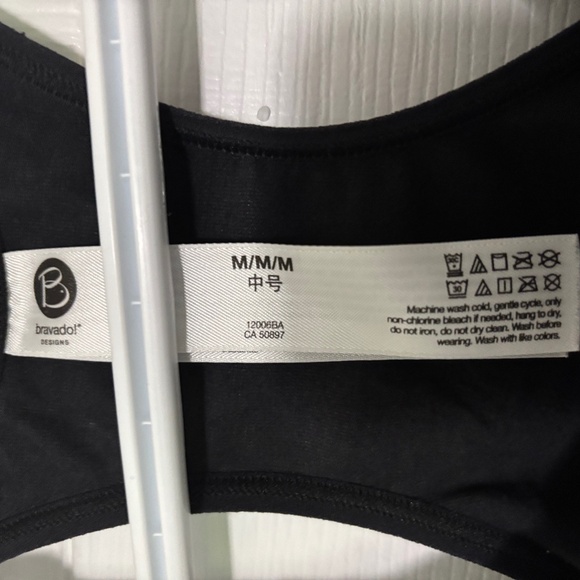 B
bravado!
DESIGNS
M/M/M
中号
12006BA
CA 50897
30
Machine wash cold, gentle cycle, only
non-chlorine bleach if needed, hang to dry,
do not iron, do not dry clean. Wash before
wearing. Wash with like colors.